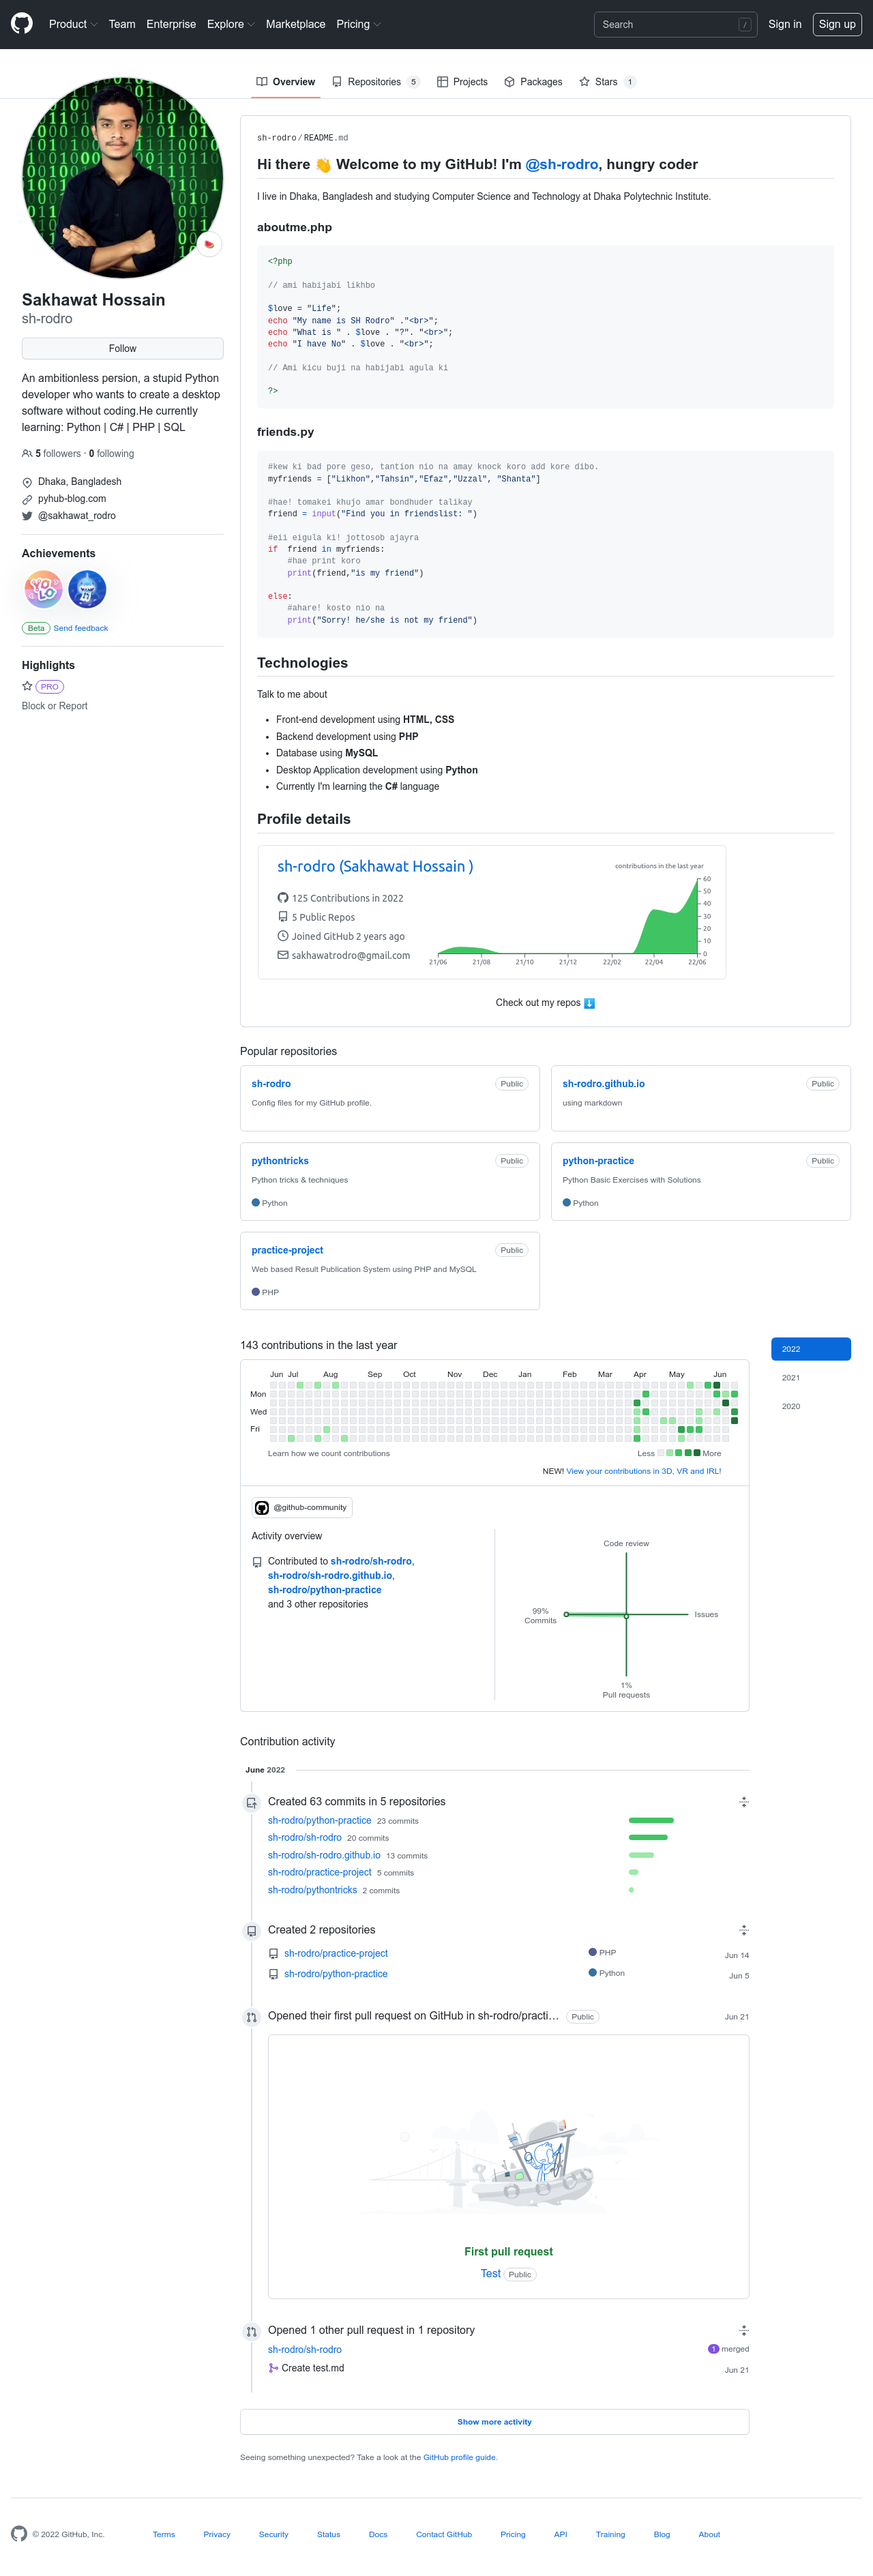 Product Team Enterprise Explore Marketplace Pricing Search / Sign in Sign up
Overview Repositories 5 Projects Packages Stars 1
Sakhawat Hossain
sh-rodro
Follow
An ambitionless persion, a stupid Python
developer who wants to create a desktop
software without coding.He currently
learning: Python | C# | PHP | SQL
5 followers · 0 following
Dhaka, Bangladesh
pyhub-blog.com
@sakhawat_rodro
Achievements
YOLO
Beta Send feedback
Highlights
PRO
Block or Report
sh-rodro/README.md
Hi there 👋 Welcome to my GitHub! I'm @sh-rodro, hungry coder
I live in Dhaka, Bangladesh and studying Computer Science and Technology at Dhaka Polytechnic Institute.
aboutme.php
<?php
// ami habijabi likhbo
$love = "Life";
echo "My name is SH Rodro" ."<br>";
echo "What is " . $love . "?". "<br>";
echo "I have No" . $love . "<br>";
// Ami kicu buji na habijabi agula ki
?>
friends.py
#kew ki bad pore geso, tantion nio na amay knock koro add kore dibo.
myfriends = ["Likhon","Tahsin","Efaz","Uzzal", "Shanta"]
#hae! tomakei khujo amar bondhuder talikay
friend = input("Find you in friendslist: ")
#eii eigula ki! jottosob ajayra
if  friend in myfriends:
    #hae print koro
    print(friend,"is my friend")
else:
    #ahare! kosto nio na
    print("Sorry! he/she is not my friend")
Technologies
Talk to me about
• Front-end development using HTML, CSS
• Backend development using PHP
• Database using MySQL
• Desktop Application development using Python
• Currently I'm learning the C# language
Profile details
sh-rodro (Sakhawat Hossain )
contributions in the last year
125 Contributions in 2022
5 Public Repos
Joined GitHub 2 years ago
sakhawatrodro@gmail.com
60
50
40
30
20
10
0
21/06 21/08 21/10 21/12 22/02 22/04 22/06
Check out my repos ⬇️
Popular repositories
sh-rodro Public
Config files for my GitHub profile.
sh-rodro.github.io Public
using markdown
pythontricks Public
Python tricks & techniques
Python
python-practice Public
Python Basic Exercises with Solutions
Python
practice-project Public
Web based Result Publication System using PHP and MySQL
PHP
143 contributions in the last year
2022
2021
2020
Jun Jul Aug Sep Oct Nov Dec Jan Feb Mar Apr May Jun
Mon
Wed
Fri
Learn how we count contributions Less More
NEW! View your contributions in 3D, VR and IRL!
@github-community
Activity overview
Contributed to sh-rodro/sh-rodro,
sh-rodro/sh-rodro.github.io,
sh-rodro/python-practice
and 3 other repositories
Code review
99%
Commits
Issues
1%
Pull requests
Contribution activity
June 2022
Created 63 commits in 5 repositories
sh-rodro/python-practice 23 commits
sh-rodro/sh-rodro 20 commits
sh-rodro/sh-rodro.github.io 13 commits
sh-rodro/practice-project 5 commits
sh-rodro/pythontricks 2 commits
Created 2 repositories
sh-rodro/practice-project PHP Jun 14
sh-rodro/python-practice Python Jun 5
Opened their first pull request on GitHub in sh-rodro/practi… Public Jun 21
First pull request
Test Public
Opened 1 other pull request in 1 repository
sh-rodro/sh-rodro 1 merged
Create test.md Jun 21
Show more activity
Seeing something unexpected? Take a look at the GitHub profile guide.
© 2022 GitHub, Inc. Terms Privacy Security Status Docs Contact GitHub Pricing API Training Blog About